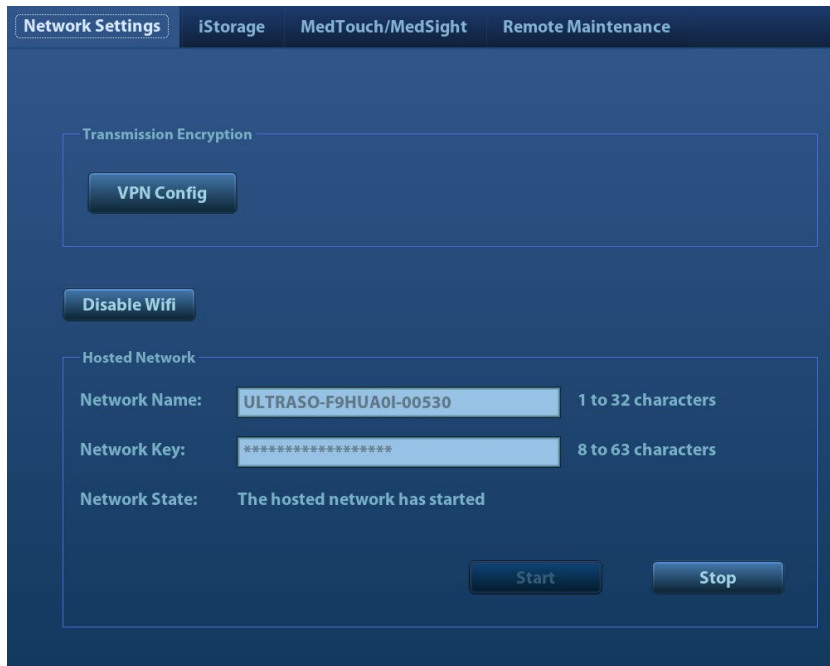 Network Settings iStorage MedTouch/MedSight Remote Maintenance
Transmission Encryption
VPN Config
Disable Wifi
Hosted Network
Network Name: ULTRASO-F9HUA0I-00530 1 to 32 characters
Network Key: ****************** 8 to 63 characters
Network State: The hosted network has started
Start Stop